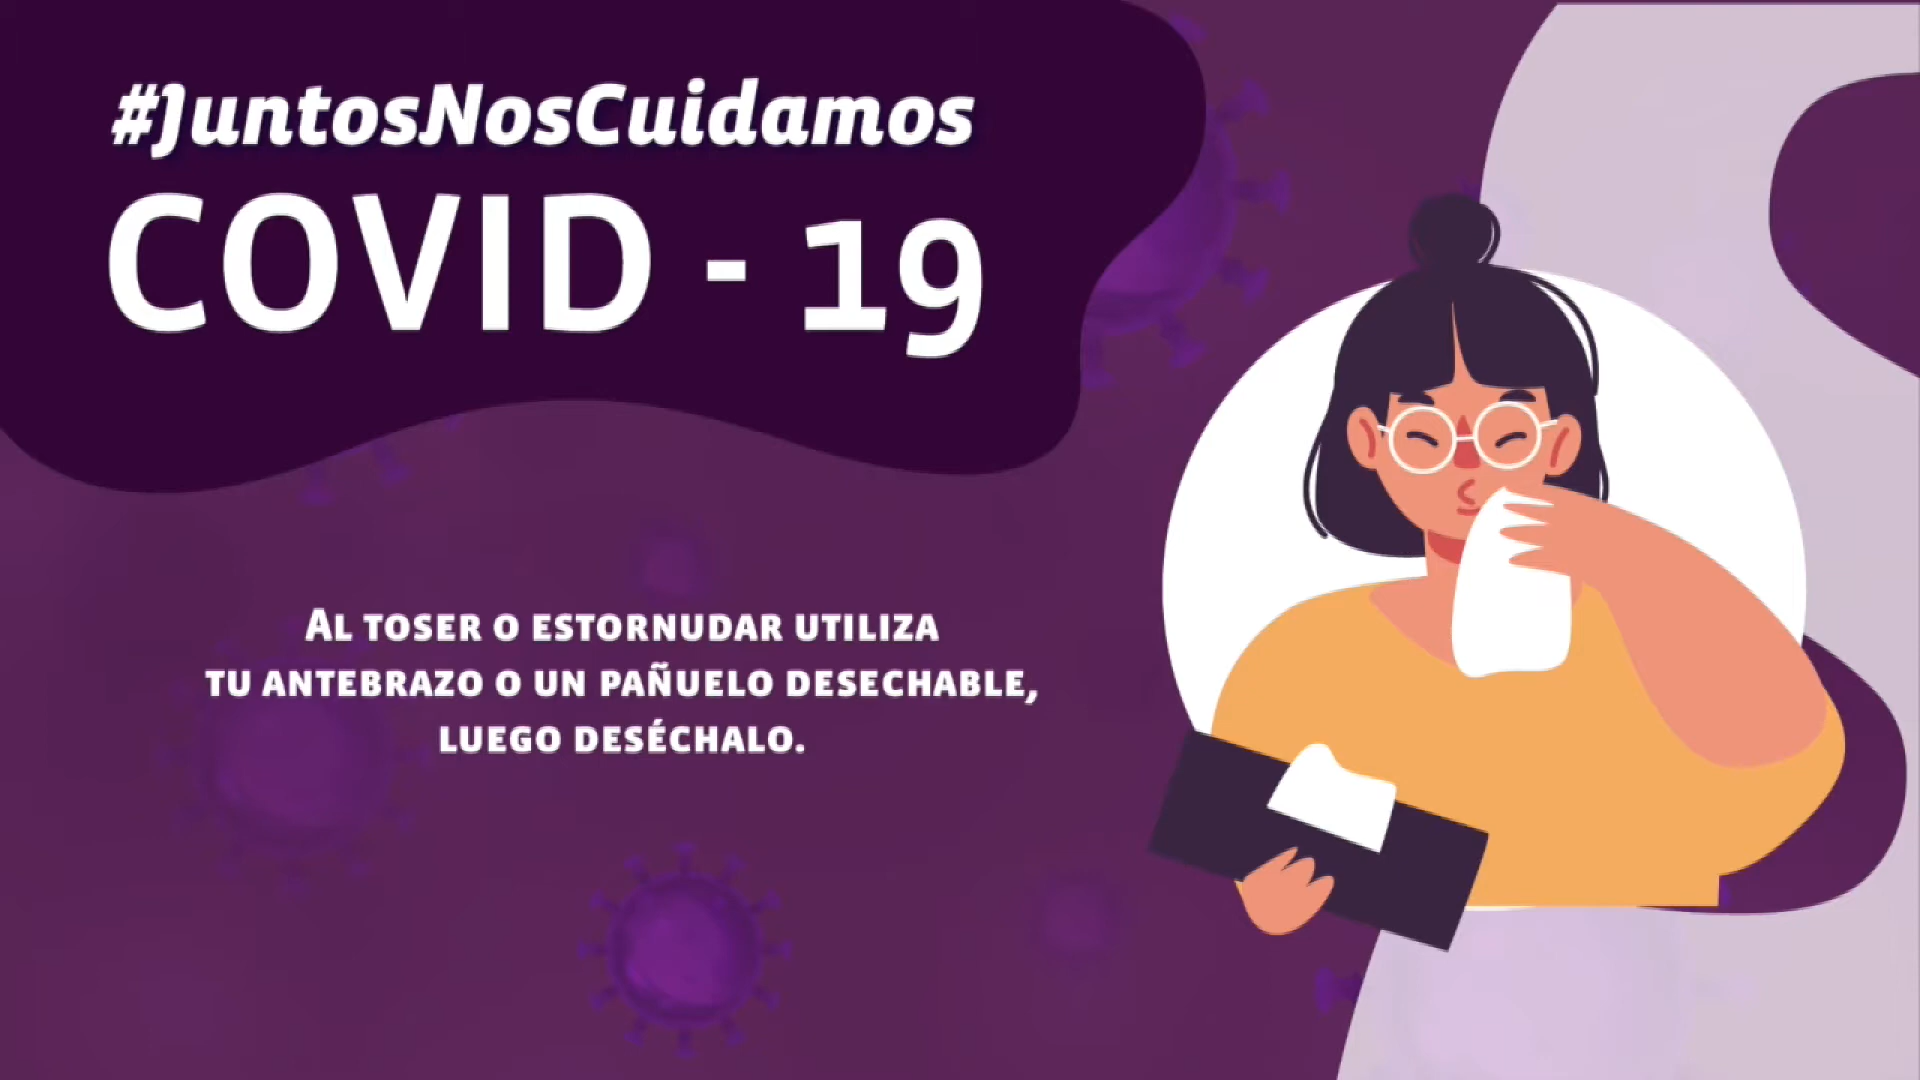 #JuntosNosCuidamos
COVID - 19
Al toser o estornudar utiliza
tu antebrazo o un pañuelo desechable,
luego deséchalo.